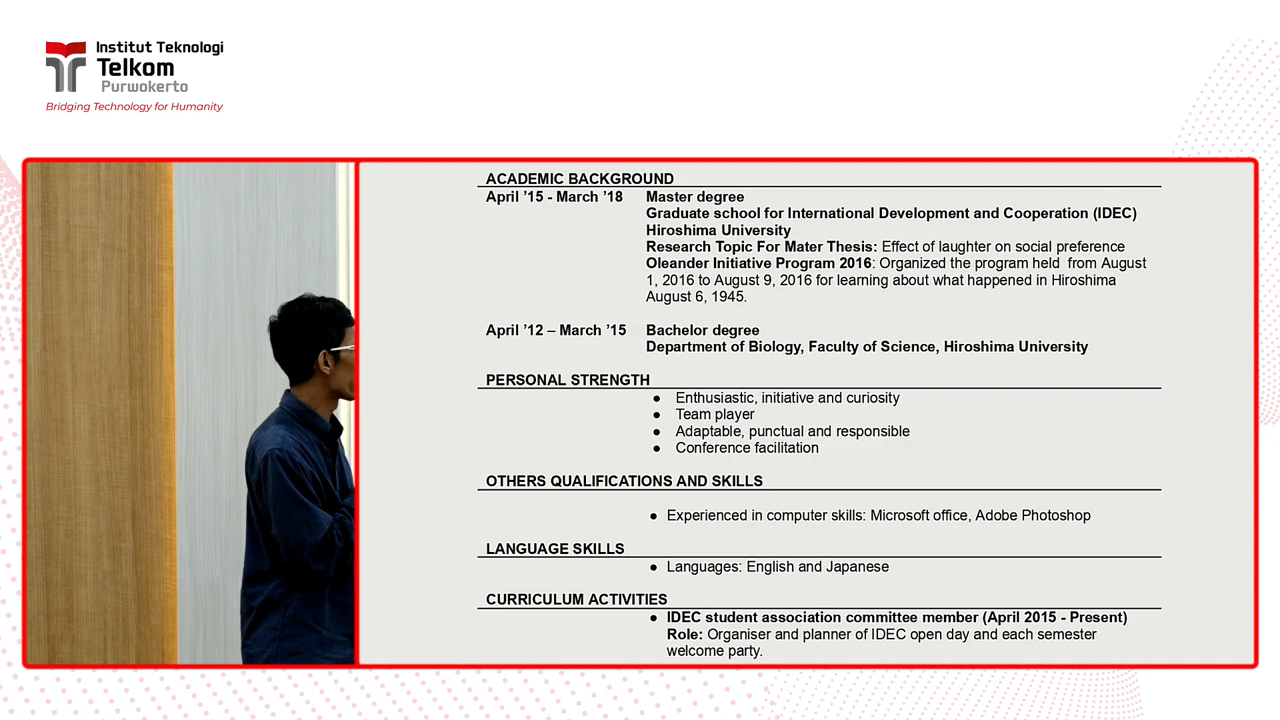 Institut Teknologi
Telkom
Purwokerto
Bridging Technology for Humanity
ACADEMIC BACKGROUND
April ’15 - March ’18 Master degree
Graduate school for International Development and Cooperation (IDEC)
Hiroshima University
Research Topic For Mater Thesis: Effect of laughter on social preference
Oleander Initiative Program 2016: Organized the program held from August
1, 2016 to August 9, 2016 for learning about what happened in Hiroshima
August 6, 1945.
April ’12 – March ’15 Bachelor degree
Department of Biology, Faculty of Science, Hiroshima University
PERSONAL STRENGTH
● Enthusiastic, initiative and curiosity
● Team player
● Adaptable, punctual and responsible
● Conference facilitation
OTHERS QUALIFICATIONS AND SKILLS
● Experienced in computer skills: Microsoft office, Adobe Photoshop
LANGUAGE SKILLS
● Languages: English and Japanese
CURRICULUM ACTIVITIES
● IDEC student association committee member (April 2015 - Present)
Role: Organiser and planner of IDEC open day and each semester
welcome party.